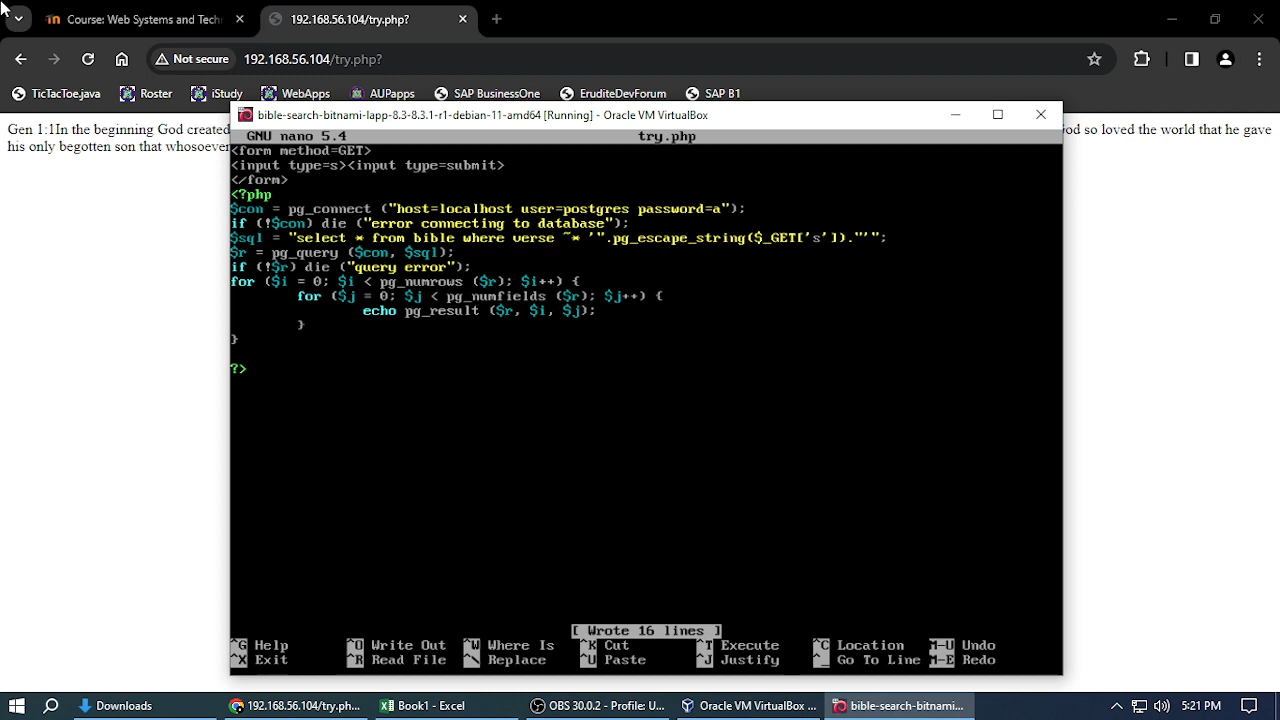 Course: Web Systems and Techn
192.168.56.104/try.php?
Not secure
192.168.56.104/try.php?
TicTacToe.java
Roster
iStudy
WebApps
AUPapps
SAP BusinessOne
EruditeDevForum
SAP B1
Gen 1:1In the beginning God created
od so loved the world that he gave
his only begotten son that whosoever
bible-search-bitnami-lapp-8.3-8.3.1-r1-debian-11-amd64 [Running] - Oracle VM VirtualBox
GNU nano 5.4 try.php
<form method=GET>
<input type=s><input type=submit>
</form>
<?php
$con = pg_connect ("host=localhost user=postgres password=a");
if (!$con) die ("error connecting to database");
$sql = "select * from bible where verse ~* '".pg_escape_string($_GET['s'])."'";
$r = pg_query ($con, $sql);
if (!$r) die ("query error");
for ($i = 0; $i < pg_numrows ($r); $i++) {
for ($j = 0; $j < pg_numfields ($r); $j++) {
echo pg_result ($r, $i, $j);
}
}
?>
[ Wrote 16 lines ]
^G Help ^O Write Out ^W Where Is ^K Cut ^T Execute ^C Location M-U Undo
^X Exit ^R Read File ^\ Replace ^U Paste ^J Justify ^_ Go To Line M-E Redo
Downloads
192.168.56.104/try.ph...
Book1 - Excel
OBS 30.0.2 - Profile: U...
Oracle VM VirtualBox ...
bible-search-bitnami...
5:21 PM